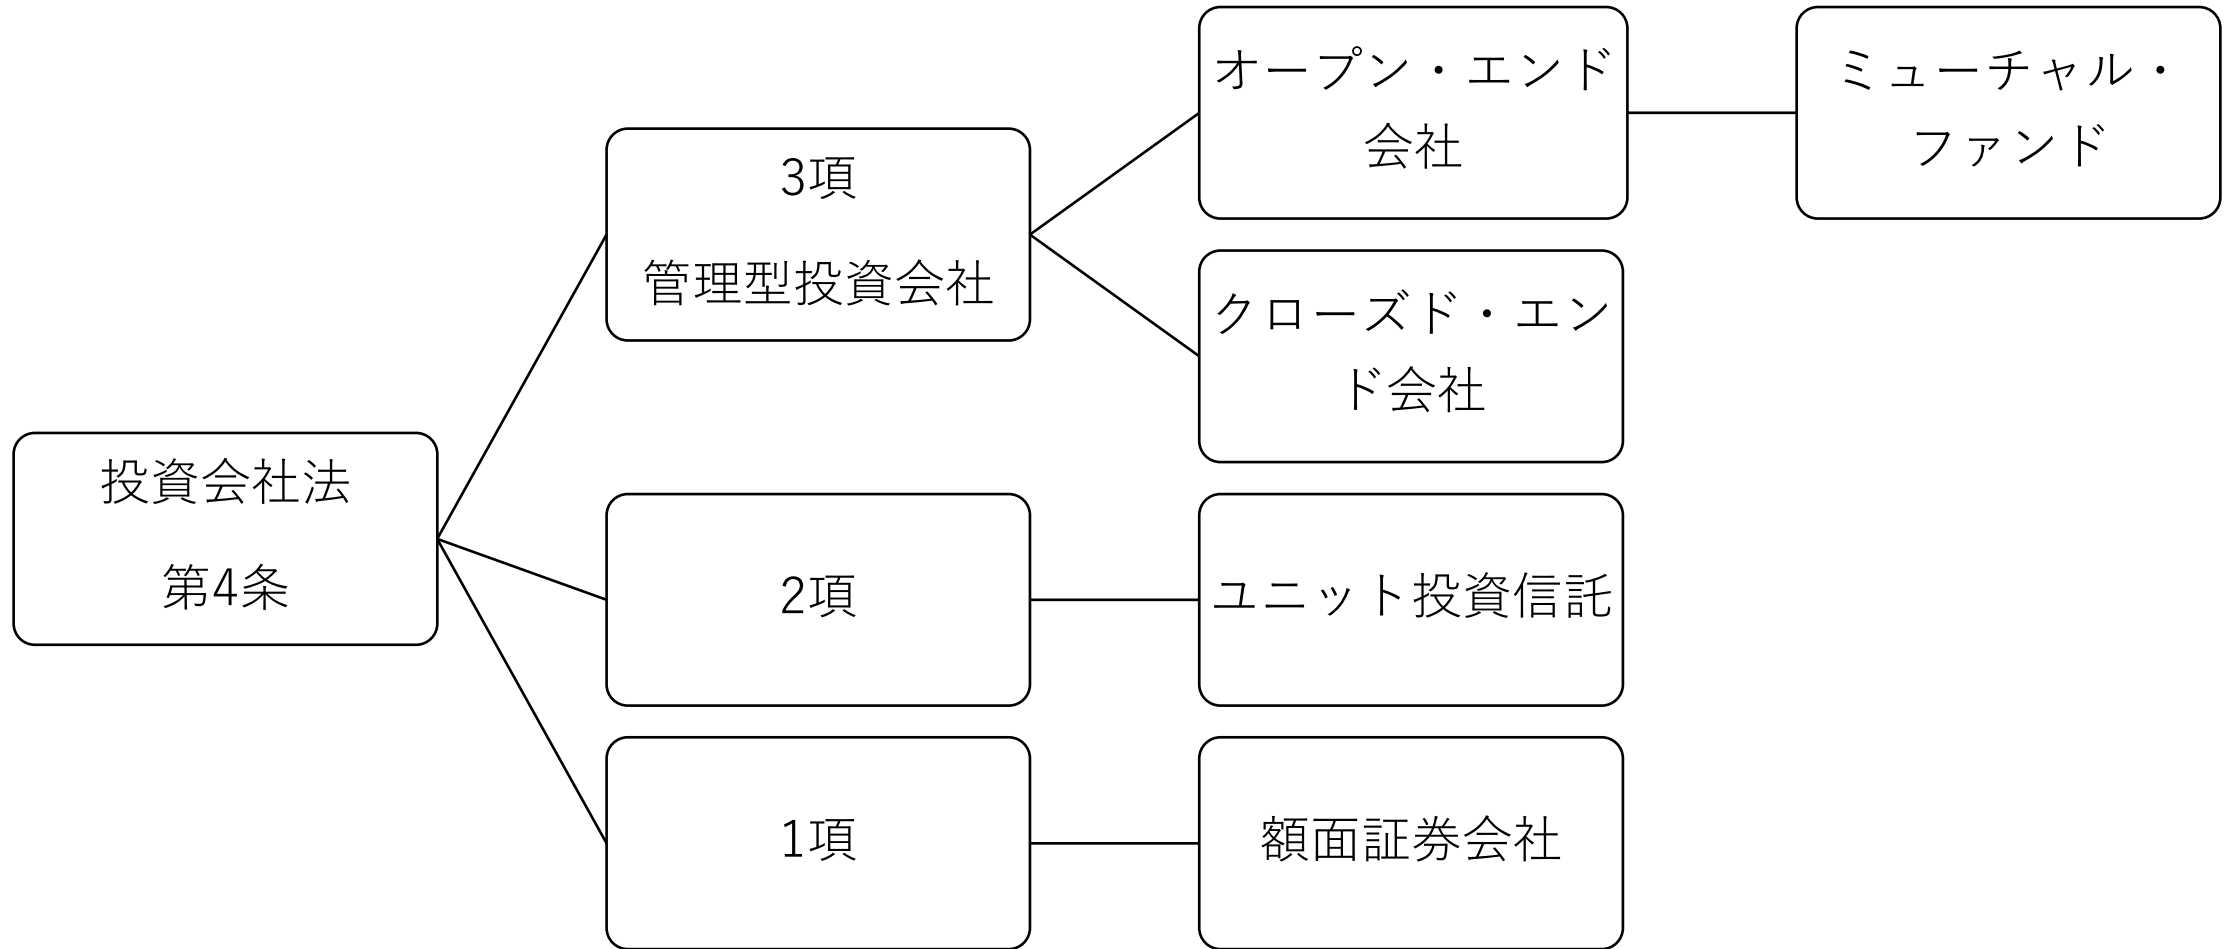 投資会社法
第4条
3項
管理型投資会社
オープン・エンド
会社
ミューチャル・
ファンド
クローズド・エン
ド会社
2項
ユニット投資信託
1項
額面証券会社